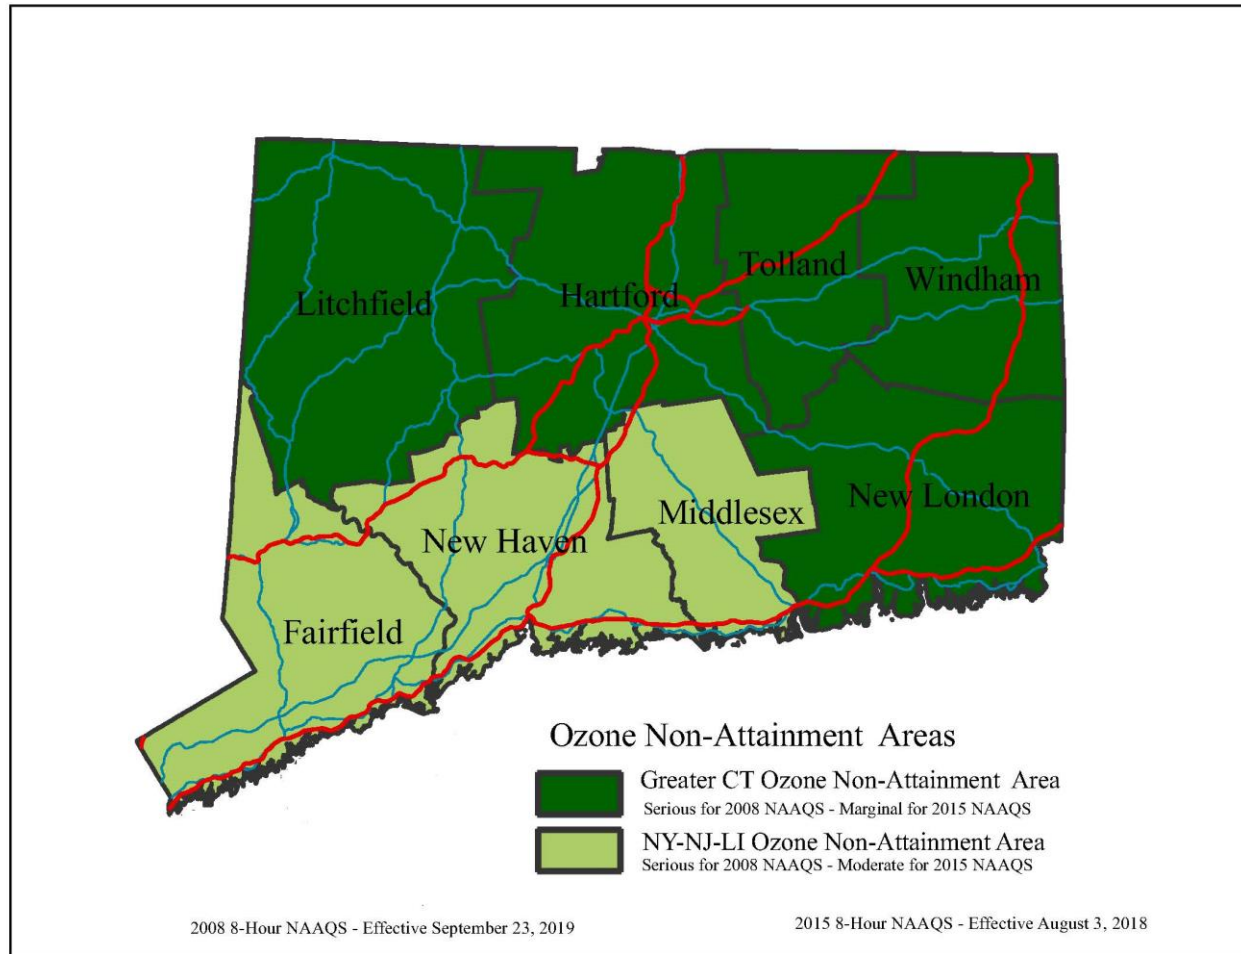 Litchfield
Hartford
Tolland
Windham
New Haven
Middlesex
New London
Fairfield
Ozone Non-Attainment Areas
Greater CT Ozone Non-Attainment Area
Serious for 2008 NAAQS - Marginal for 2015 NAAQS
NY-NJ-LI Ozone Non-Attainment Area
Serious for 2008 NAAQS - Moderate for 2015 NAAQS
2008 8-Hour NAAQS - Effective September 23, 2019
2015 8-Hour NAAQS - Effective August 3, 2018